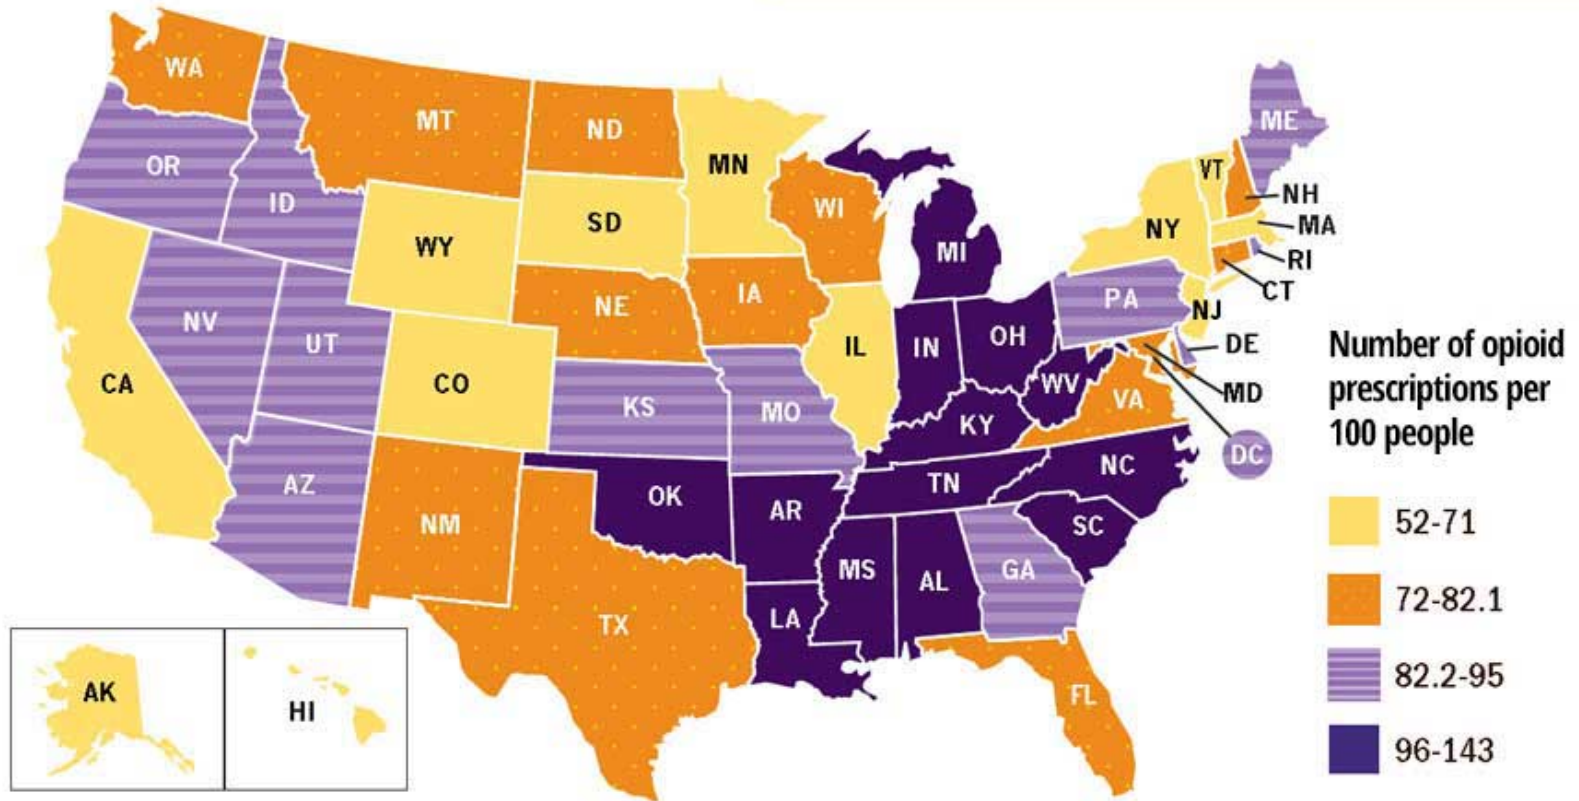 WA
MT
ND
MN
OR
ID
WY
SD
WI
MI
ME
VT
NH
NY
MA
RI
CT
NV
UT
CA
CO
NE
IA
IL
IN
OH
PA
NJ
DE
MD
DC
WV
VA
KS
MO
KY
AZ
NM
OK
AR
TN
NC
SC
MS
AL
GA
TX
LA
FL
AK
HI
Number of opioid
prescriptions per
100 people
52-71
72-82.1
82.2-95
96-143